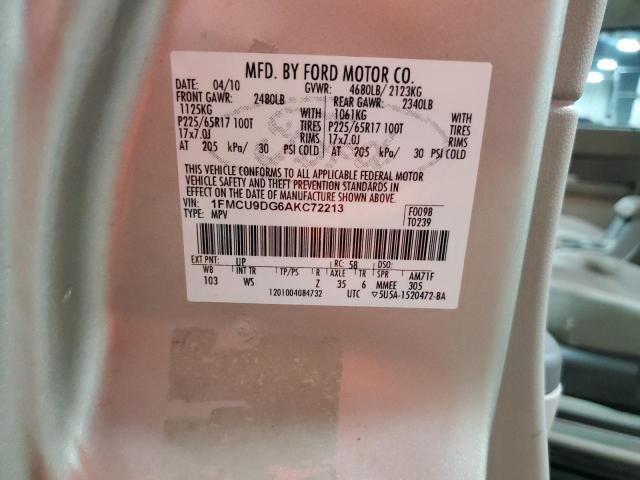 MFD. BY FORD MOTOR CO.
DATE: 04/10 GVWR: 4680LB/ 2123KG
FRONT GAWR: 2480LB REAR GAWR: 2340LB
1125KG WITH 1061KG WITH
P225/65R17 100T TIRES P225/65R17 100T TIRES
17x7.0J RIMS 17x7.0J RIMS
AT 205 kPa/ 30 PSI COLD AT 205 kPa/ 30 PSI COLD
THIS VEHICLE CONFORMS TO ALL APPLICABLE FEDERAL MOTOR
VEHICLE SAFETY AND THEFT PREVENTION STANDARDS IN
EFFECT ON THE DATE OF MANUFACTURE SHOWN ABOVE.
VIN: 1FMCU9DG6AKC72213 F0098
TYPE: MPV T0239
EXT PNT: UP RC: 58 DSO:
WB INT TR TP/PS R AXLE TR SPR AM71F
103 WS Z 35 6 MMEE 305
1201004084732 UTC ▽5U5A-1520472-BA